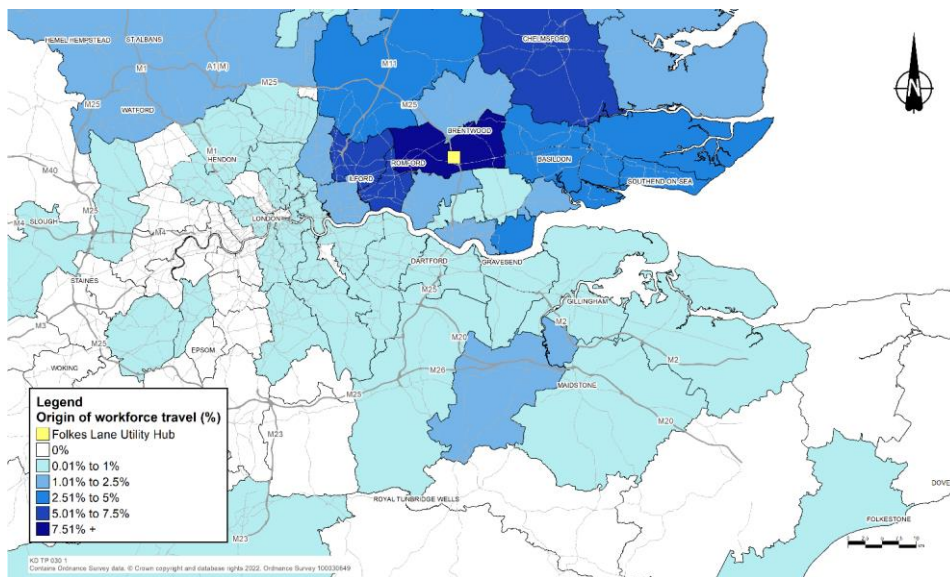 HEMEL HEMPSTEAD
ST ALBANS
CHELMSFORD
M1
A1(M)
M25
M11
M25
M25
WATFORD
BRENTWOOD
M1
HENDON
ROMFORD
BASILDON
ILFORD
M40
SOUTHEND-ON-SEA
M25
LONDON
M4
SLOUGH
M4
DARTFORD
GRAVESEND
STAINES
M25
GILLINGHAM
M3
M2
M20
EPSOM
M25
M2
WOKING
M26
MAIDSTONE
M25
M20
M23
Legend
Origin of workforce travel (%)
Folkes Lane Utility Hub
0%
0.01% to 1%
1.01% to 2.5%
2.51% to 5%
5.01% to 7.5%
7.51% +
ROYAL TUNBRIDGE WELLS
DOVE
FOLKESTONE
M23
KD TP 030 1
Contains Ordnance Survey data. © Crown copyright and database rights 2022. Ordnance Survey 100030649